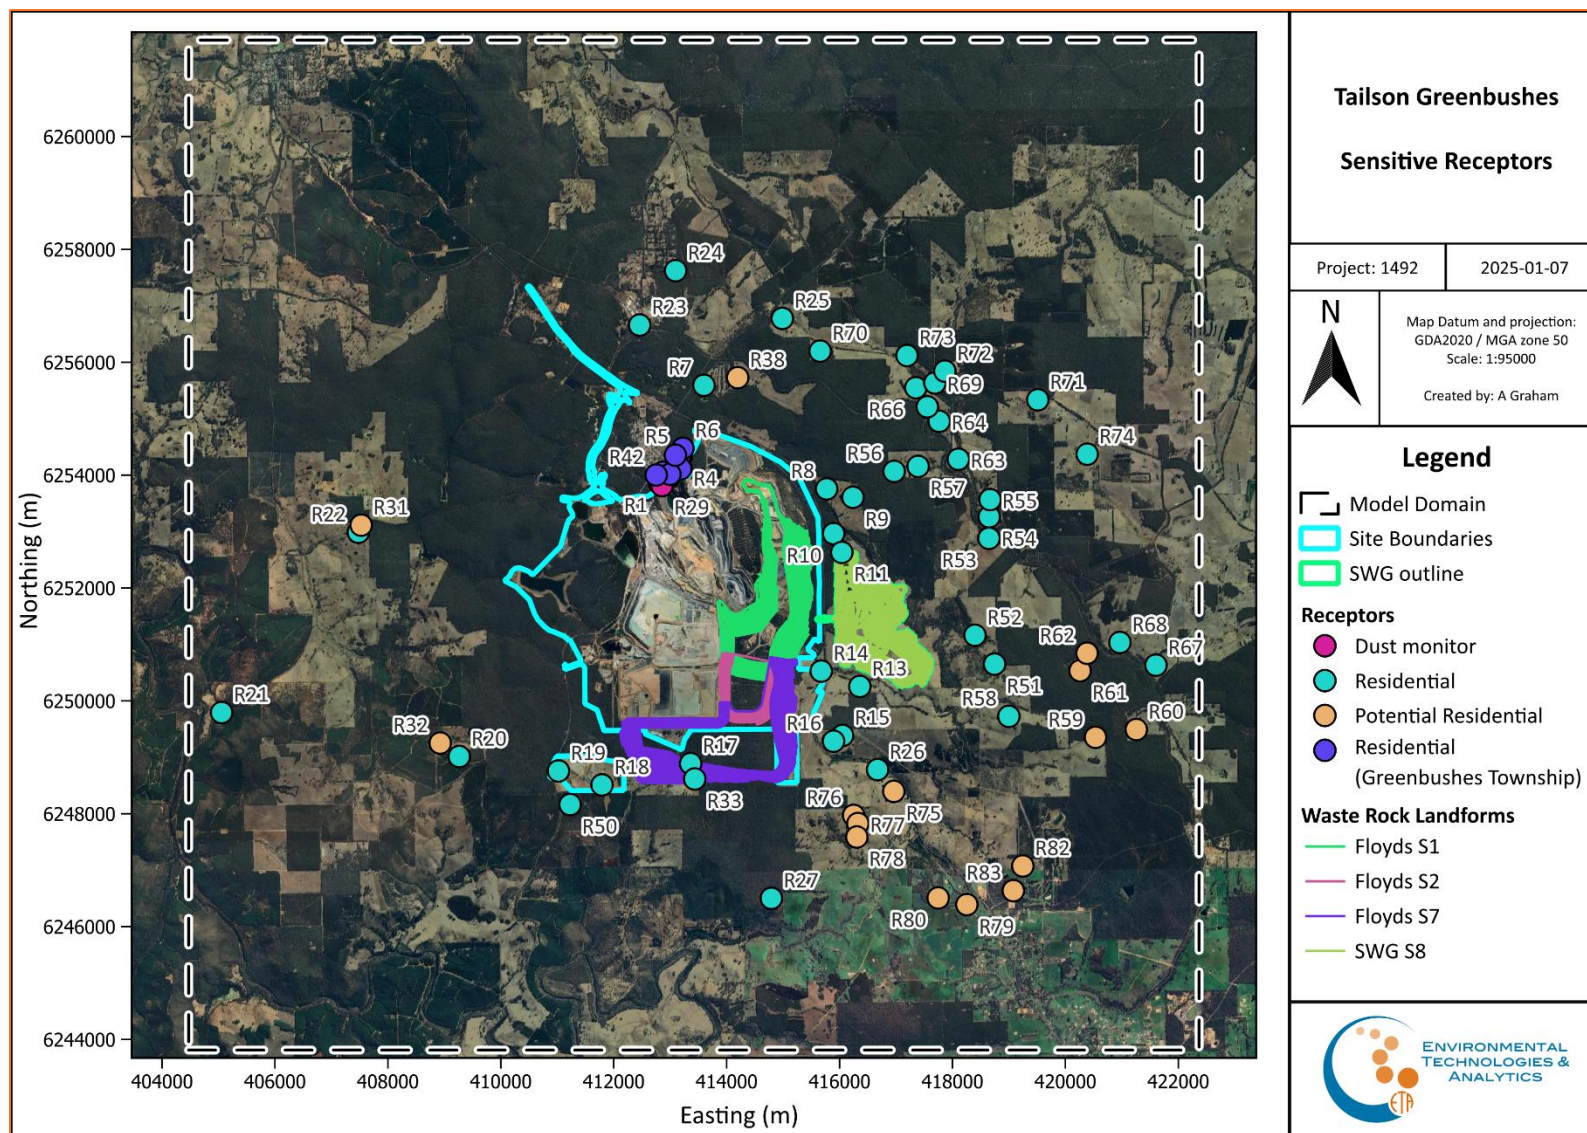 Tailson Greenbushes
Sensitive Receptors
Project: 1492
2025-01-07
N
Map Datum and projection:
GDA2020 / MGA zone 50
Scale: 1:95000
Created by: A Graham
Legend
Model Domain
Site Boundaries
SWG outline
Receptors
Dust monitor
Residential
Potential Residential
Residential
(Greenbushes Township)
Waste Rock Landforms
Floyds S1
Floyds S2
Floyds S7
SWG S8
ENVIRONMENTAL
TECHNOLOGIES &
ANALYTICS
ETA
Northing (m)
6260000
6258000
6256000
6254000
6252000
6250000
6248000
6246000
6244000
404000
406000
408000
410000
412000
414000
416000
418000
420000
422000
Easting (m)
R24
R23
R25
R70
R73
R72
R7
R38
R69
R71
R66
R64
R5
R6
R42
R4
R8
R56
R63
R74
R57
R1
R29
R9
R55
R22
R31
R10
R54
R53
R11
R52
R62
R68
R67
R14
R13
R51
R61
R58
R21
R32
R20
R16
R15
R59
R60
R19
R18
R17
R26
R33
R50
R76
R75
R77
R78
R82
R83
R27
R80
R79